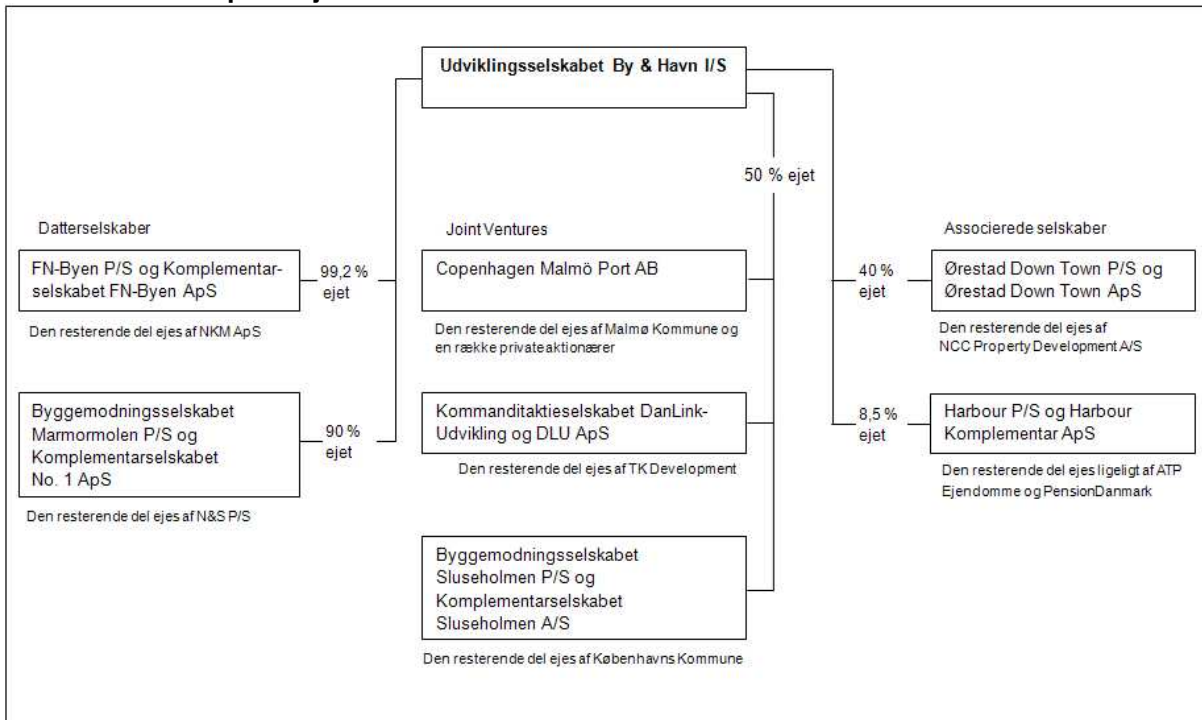 Udviklingsselskabet By & Havn I/S
50 % ejet
Datterselskaber
FN-Byen P/S og Komplementar-
selskabet FN-Byen ApS
99,2 %
ejet
Den resterende del ejes af NKM ApS
Byggemodningsselskabet
Marmormolen P/S og
Komplementarselskabet
No. 1 ApS
90 %
ejet
Den resterende del ejes af N&S P/S
Joint Ventures
Copenhagen Malmö Port AB
Den resterende del ejes af Malmø Kommune og
en række private aktionærer
Kommanditaktieselskabet DanLink-
Udvikling og DLU ApS
Den resterende del ejes af TK Development
Byggemodningsselskabet
Sluseholmen P/S og
Komplementarselskabet
Sluseholmen A/S
Den resterende del ejes af Københavns Kommune
Associerede selskaber
40 %
ejet
Ørestad Down Town P/S og
Ørestad Down Town ApS
Den resterende del ejes af
NCC Property Development A/S
8,5 %
ejet
Harbour P/S og Harbour
Komplementar ApS
Den resterende del ejes ligeligt af ATP
Ejendomme og PensionDanmark